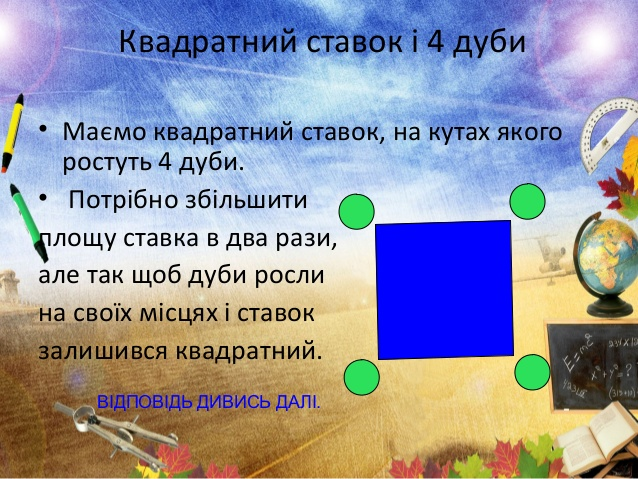 Квадратний ставок і 4 дуби
• Маємо квадратний ставок, на кутах якого
ростуть 4 дуби.
• Потрібно збільшити
площу ставка в два рази,
але так щоб дуби росли
на своїх місцях і ставок
залишився квадратний.
ВІДПОВІДЬ ДИВИСЬ ДАЛІ.